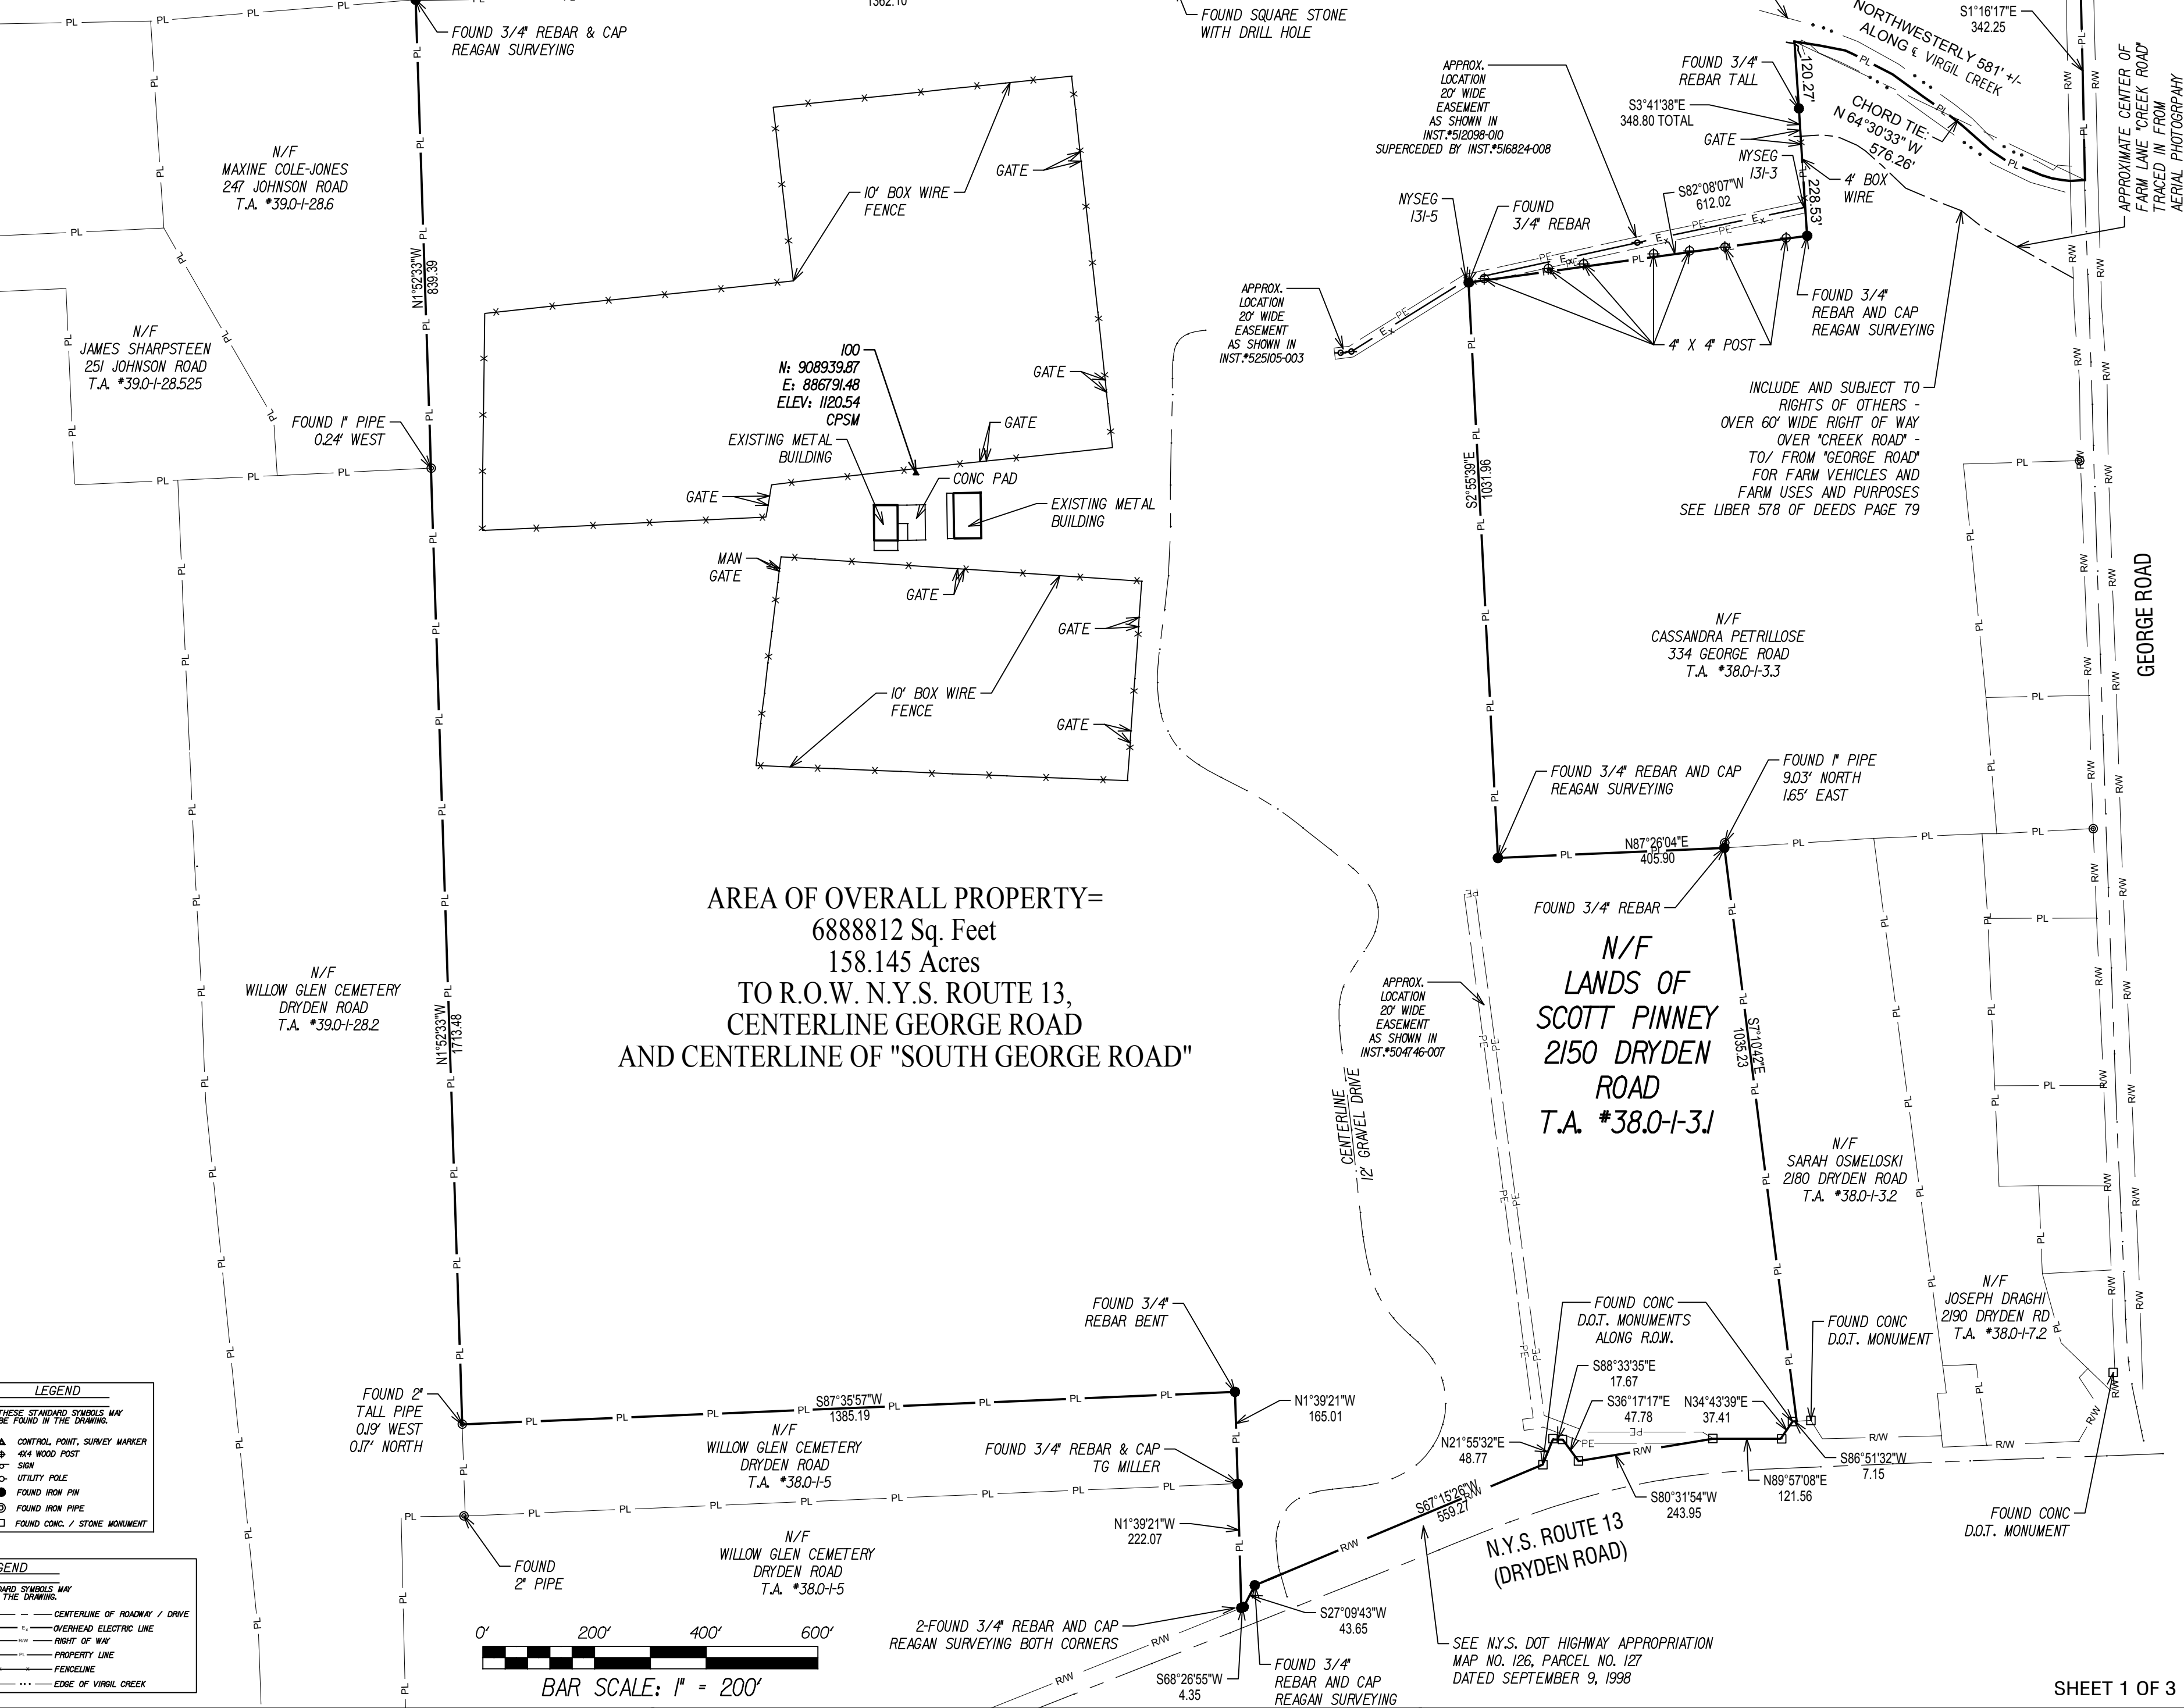 1362.10
FOUND 3/4" REBAR & CAP
REAGAN SURVEYING
FOUND SQUARE STONE
WITH DRILL HOLE
NORTHWESTERLY 581' +/-
ALONG ℄ VIRGIL CREEK
S1°16'17"E
342.25
APPROXIMATE CENTER OF
FARM LANE "CREEK ROAD"
TRACED IN FROM
AERIAL PHOTOGRPAHY
CHORD TIE:
N 64°30'33" W
576.26'
FOUND 3/4"
REBAR TALL
120.27'
S3°41'38"E
348.80 TOTAL
GATE
NYSEG
131-3
4' BOX
WIRE
228.53'
APPROX.
LOCATION
20' WIDE
EASEMENT
AS SHOWN IN
INST.#512098-010
SUPERCEDED BY INST.#516824-008
S82°08'07"W
612.02
NYSEG
131-5
FOUND
3/4" REBAR
FOUND 3/4"
REBAR AND CAP
REAGAN SURVEYING
4" X 4" POST
APPROX.
LOCATION
20' WIDE
EASEMENT
AS SHOWN IN
INST.#525105-003
N/F
MAXINE COLE-JONES
247 JOHNSON ROAD
T.A. #39.0-1-28.6
N1°52'33"W
839.39
N/F
JAMES SHARPSTEEN
251 JOHNSON ROAD
T.A. #39.0-1-28.525
FOUND 1" PIPE
0.24' WEST
10' BOX WIRE
FENCE
GATE
GATE
100
N: 908939.87
E: 886791.48
ELEV: 1120.54
CPSM
GATE
EXISTING METAL
BUILDING
CONC PAD
GATE
EXISTING METAL
BUILDING
MAN
GATE
GATE
GATE
10' BOX WIRE
FENCE
GATE
INCLUDE AND SUBJECT TO
RIGHTS OF OTHERS -
OVER 60' WIDE RIGHT OF WAY
OVER "CREEK ROAD" -
TO/ FROM "GEORGE ROAD"
FOR FARM VEHICLES AND
FARM USES AND PURPOSES
SEE LIBER 578 OF DEEDS PAGE 79
S2°55'39"E
1031.96
GEORGE ROAD
N/F
CASSANDRA PETRILLOSE
334 GEORGE ROAD
T.A. #38.0-1-3.3
FOUND 3/4" REBAR AND CAP
REAGAN SURVEYING
FOUND 1" PIPE
9.03' NORTH
1.65' EAST
N87°26'04"E
405.90
FOUND 3/4" REBAR
AREA OF OVERALL PROPERTY=
6888812 Sq. Feet
158.145 Acres
TO R.O.W. N.Y.S. ROUTE 13,
CENTERLINE GEORGE ROAD
AND CENTERLINE OF "SOUTH GEORGE ROAD"
N/F
LANDS OF
SCOTT PINNEY
2150 DRYDEN
ROAD
T.A. #38.0-1-3.1
N/F
WILLOW GLEN CEMETERY
DRYDEN ROAD
T.A. #39.0-1-28.2
N1°52'33"W
1713.48
APPROX.
LOCATION
20' WIDE
EASEMENT
AS SHOWN IN
INST.#504746-007
CENTERLINE
12' GRAVEL DRIVE
S7°10'42"E
1035.23
N/F
SARAH OSMELOSKI
2180 DRYDEN ROAD
T.A. #38.0-1-3.2
N/F
JOSEPH DRAGHI
2190 DRYDEN RD
T.A. #38.0-1-7.2
FOUND 3/4"
REBAR BENT
FOUND CONC
D.O.T. MONUMENTS
ALONG R.O.W.
FOUND CONC
D.O.T. MONUMENT
S88°33'35"E
17.67
S36°17'17"E
47.78
N34°43'39"E
37.41
FOUND 2"
TALL PIPE
0.19' WEST
0.17' NORTH
S87°35'57"W
1385.19
N1°39'21"W
165.01
N/F
WILLOW GLEN CEMETERY
DRYDEN ROAD
T.A. #38.0-1-5
FOUND 3/4" REBAR & CAP
TG MILLER
N21°55'32"E
48.77
S86°51'32"W
7.15
N89°57'08"E
121.56
S80°31'54"W
243.95
FOUND CONC
D.O.T. MONUMENT
S67°15'26"W
559.27
N1°39'21"W
222.07
N.Y.S. ROUTE 13
(DRYDEN ROAD)
N/F
WILLOW GLEN CEMETERY
DRYDEN ROAD
T.A. #38.0-1-5
FOUND
2" PIPE
S27°09'43"W
43.65
2-FOUND 3/4" REBAR AND CAP
REAGAN SURVEYING BOTH CORNERS
SEE N.Y.S. DOT HIGHWAY APPROPRIATION
MAP NO. 126, PARCEL NO. 127
DATED SEPTEMBER 9, 1998
S68°26'55"W
4.35
FOUND 3/4"
REBAR AND CAP
REAGAN SURVEYING
LEGEND
THESE STANDARD SYMBOLS MAY
BE FOUND IN THE DRAWING.
CONTROL, POINT, SURVEY MARKER
4X4 WOOD POST
SIGN
UTILITY POLE
FOUND IRON PIN
FOUND IRON PIPE
FOUND CONC. / STONE MONUMENT
GEND
DARD SYMBOLS MAY
THE DRAWING.
CENTERLINE OF ROADWAY / DRIVE
OVERHEAD ELECTRIC LINE
RIGHT OF WAY
PROPERTY LINE
FENCELINE
EDGE OF VIRGIL CREEK
0' 200' 400' 600'
BAR SCALE: 1" = 200'
SHEET 1 OF 3